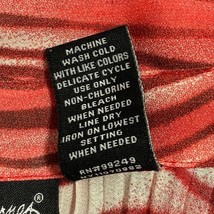 MACHINE
WASH COLD
WITH LIKE COLORS
DELICATE CYCLE
USE ONLY
NON-CHLORINE
BLEACH
WHEN NEEDED
LINE DRY
IRON ON LOWEST
SETTING
WHEN NEEDED
RN#99249
®